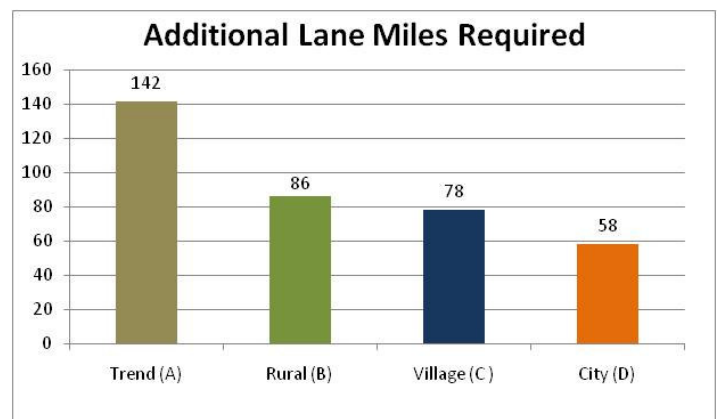 Additional Lane Miles Required
160
140
120
100
80
60
40
20
0
142
86
78
58
Trend (A)
Rural (B)
Village (C )
City (D)